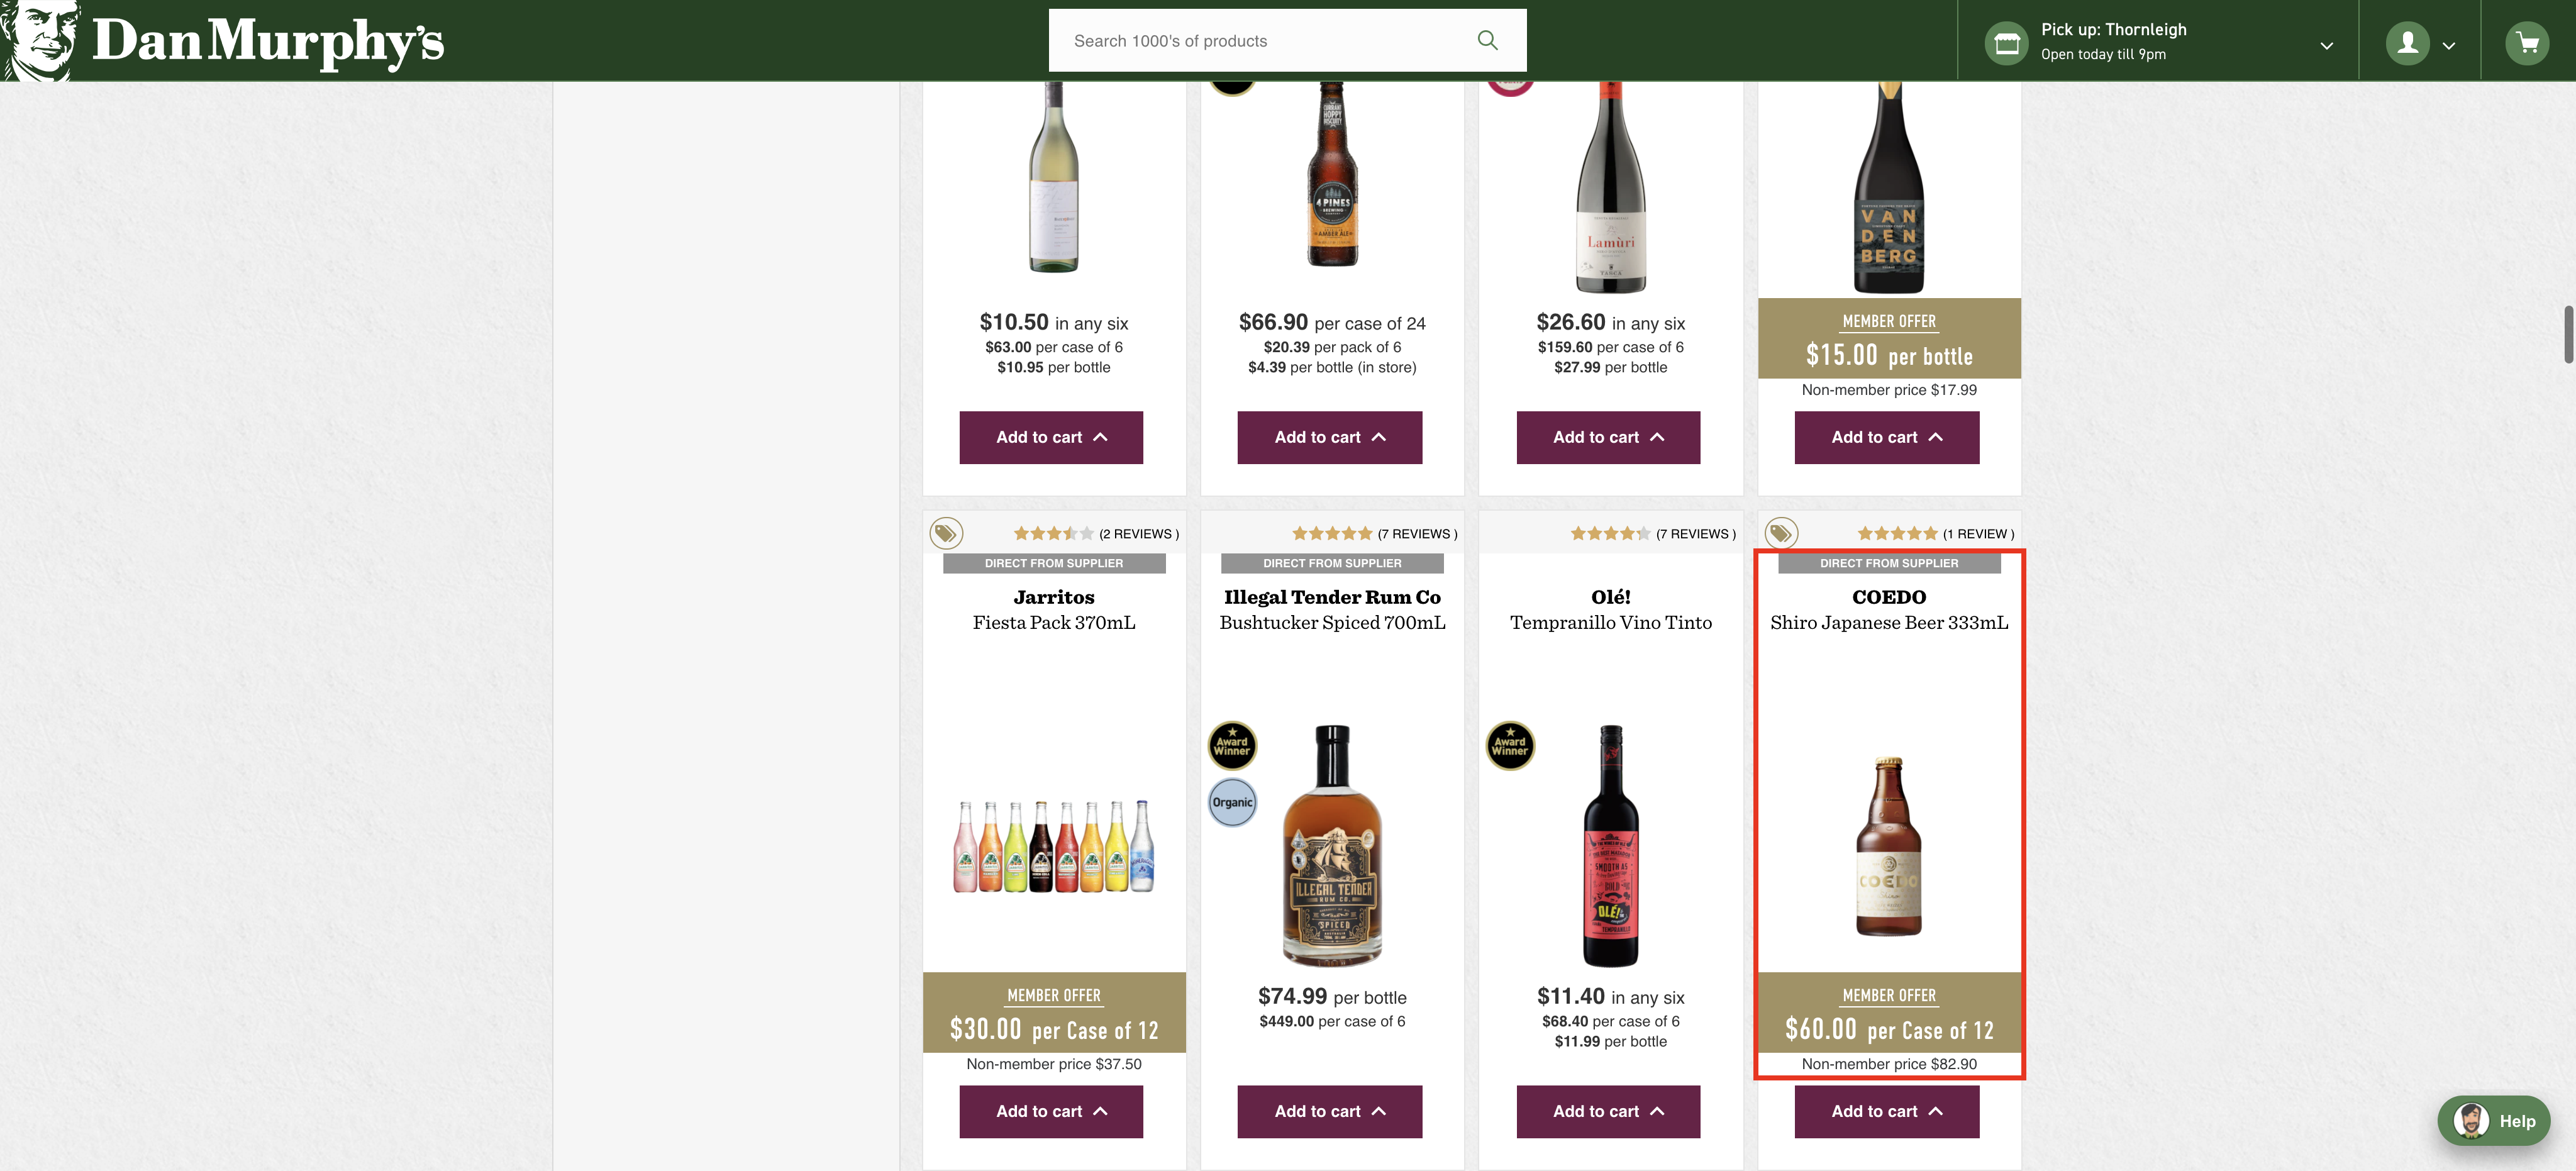 Dan Murphy's
Search 1000's of products
Pick up: Thornleigh
Open today till 9pm
4 PINES
BREWING
AMBER ALE
Lamùri
VAN
DEN
BERG
$10.50 in any six
$63.00 per case of 6
$10.95 per bottle
Add to cart
$66.90 per case of 24
$20.39 per pack of 6
$4.39 per bottle (in store)
Add to cart
$26.60 in any six
$159.60 per case of 6
$27.99 per bottle
Add to cart
MEMBER OFFER
$15.00 per bottle
Non-member price $17.99
Add to cart
(2 REVIEWS )
DIRECT FROM SUPPLIER
Jarritos
Fiesta Pack 370mL
MEMBER OFFER
$30.00 per Case of 12
Non-member price $37.50
Add to cart
(7 REVIEWS )
DIRECT FROM SUPPLIER
Illegal Tender Rum Co
Bushtucker Spiced 700mL
Award
Winner
Organic
ILLEGAL TENDER
RUM CO.
SPICED
$74.99 per bottle
$449.00 per case of 6
Add to cart
(7 REVIEWS )
Olé!
Tempranillo Vino Tinto
Award
Winner
SMOOTH AS
OLÉ!
TEMPRANILLO
$11.40 in any six
$68.40 per case of 6
$11.99 per bottle
Add to cart
(1 REVIEW )
DIRECT FROM SUPPLIER
COEDO
Shiro Japanese Beer 333mL
COEDO
MEMBER OFFER
$60.00 per Case of 12
Non-member price $82.90
Add to cart
Help